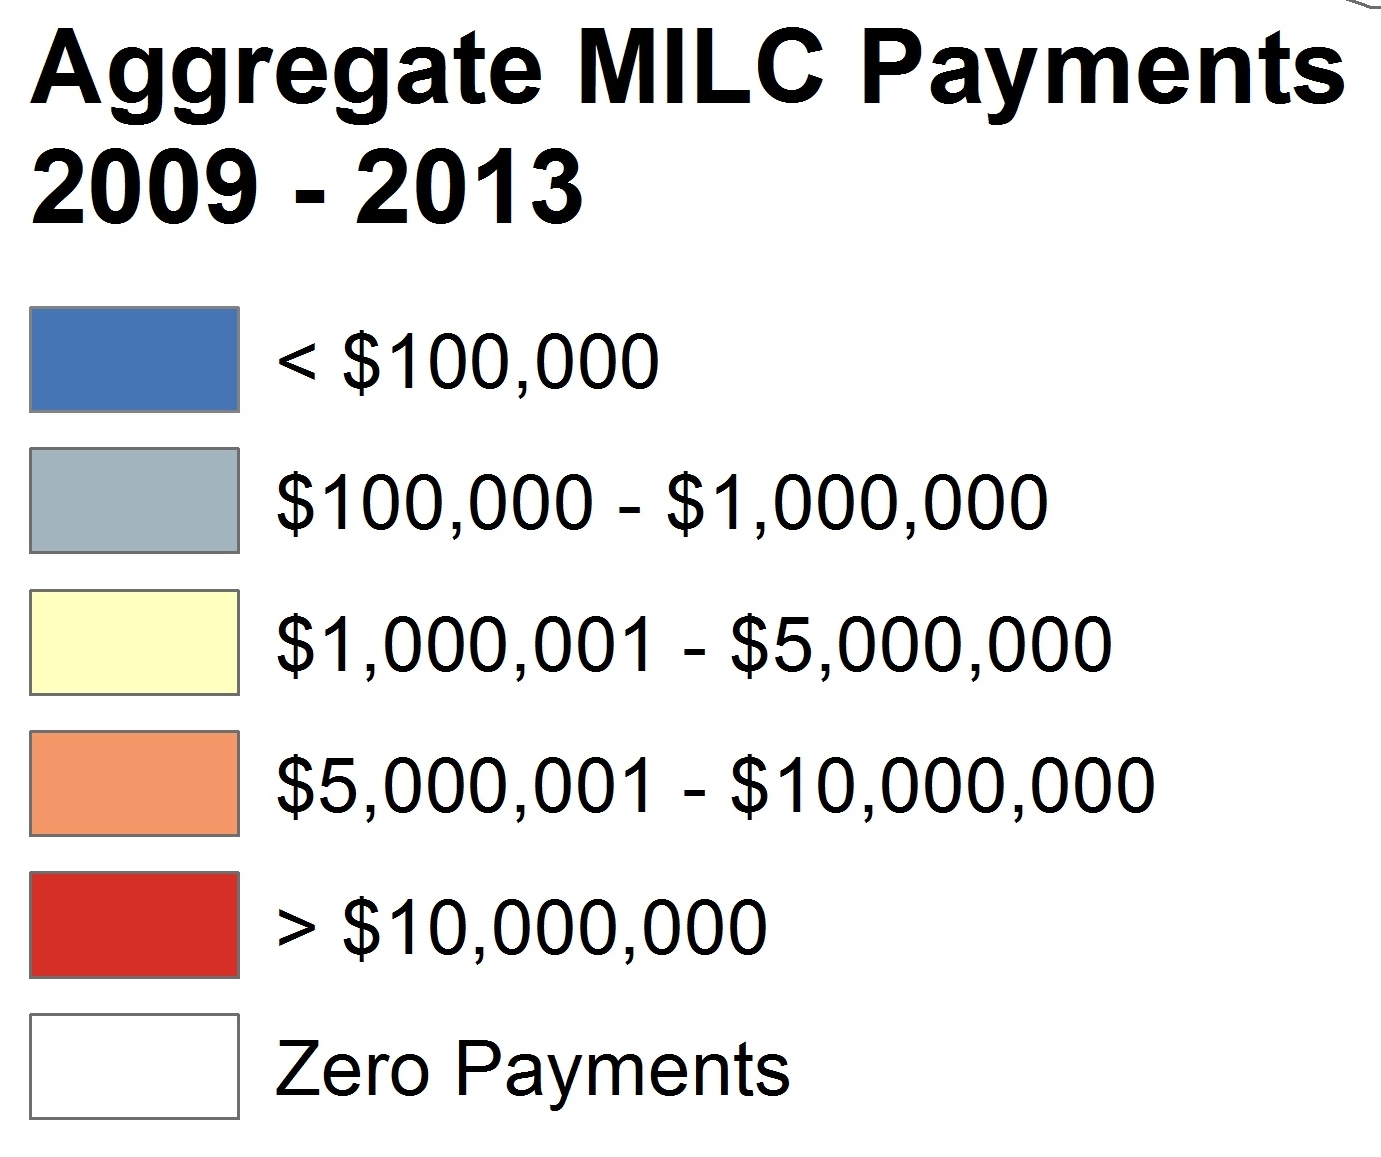 Aggregate MILC Payments
2009 - 2013
< $100,000
$100,000 - $1,000,000
$1,000,001 - $5,000,000
$5,000,001 - $10,000,000
> $10,000,000
Zero Payments